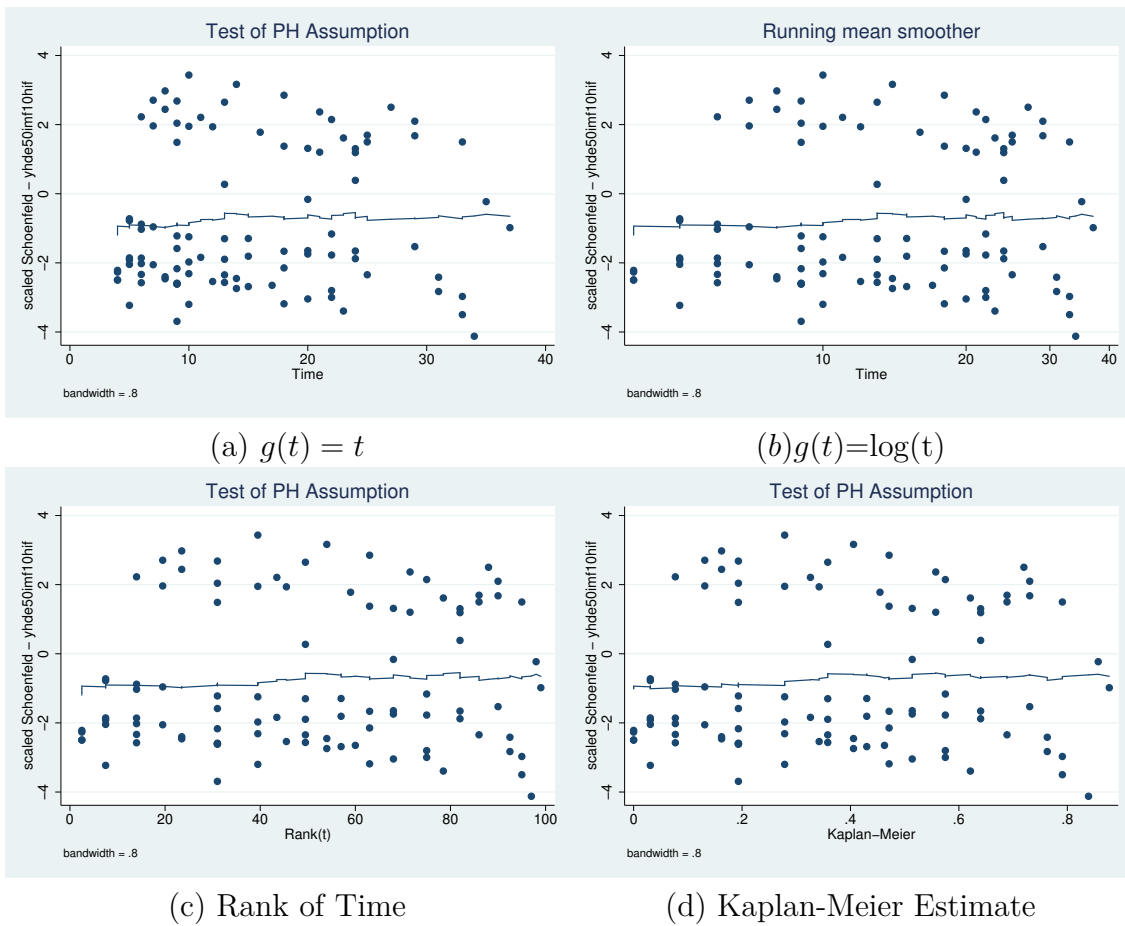 Test of PH Assumption
scaled Schoenfeld − yhde50imf10hif
4
2
0
−2
−4
0 10 20 30 40
Time
bandwidth = .8
Running mean smoother
scaled Schoenfeld − yhde50imf10hif
4
2
0
−2
−4
10 20 30 40
Time
bandwidth = .8
(a) g(t) = t
(b)g(t)=log(t)
Test of PH Assumption
scaled Schoenfeld − yhde50imf10hif
4
2
0
−2
−4
0 20 40 60 80 100
Rank(t)
bandwidth = .8
Test of PH Assumption
scaled Schoenfeld − yhde50imf10hif
4
2
0
−2
−4
0 .2 .4 .6 .8
Kaplan−Meier
bandwidth = .8
(c) Rank of Time
(d) Kaplan-Meier Estimate